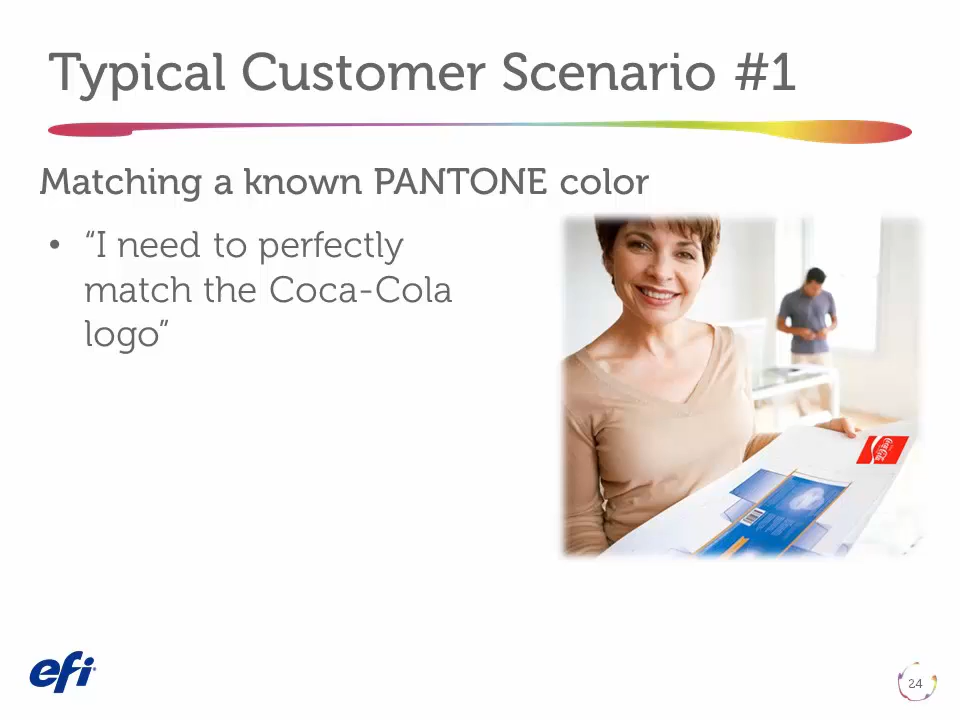 Typical Customer Scenario #1
Matching a known PANTONE color
• “I need to perfectly
match the Coca-Cola
logo”
efi
24